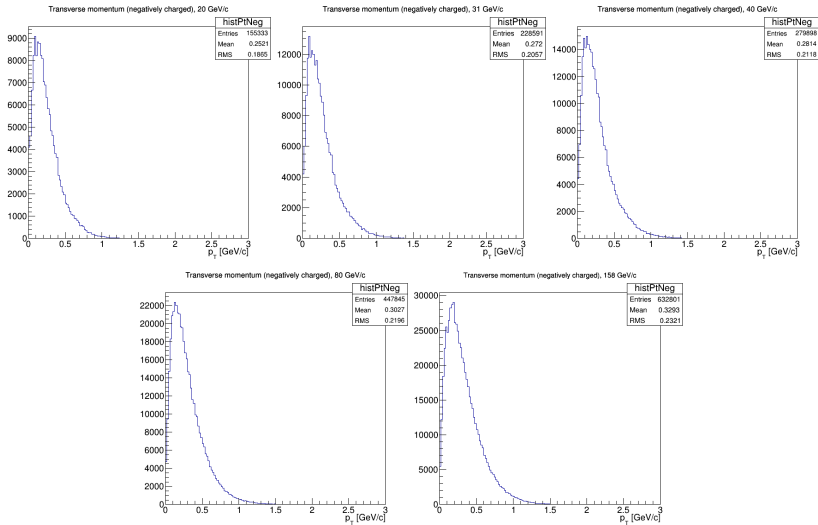 Transverse momentum (negatively charged), 20 GeV/c
histPtNeg
Entries 155333
Mean 0.2521
RMS 0.1865
9000
8000
7000
6000
5000
4000
3000
2000
1000
0
0 0.5 1 1.5 2 2.5 3
p_T [GeV/c]
Transverse momentum (negatively charged), 31 GeV/c
histPtNeg
Entries 228591
Mean 0.272
RMS 0.2057
12000
10000
8000
6000
4000
2000
0
0 0.5 1 1.5 2 2.5 3
p_T [GeV/c]
Transverse momentum (negatively charged), 40 GeV/c
histPtNeg
Entries 279898
Mean 0.2814
RMS 0.2118
14000
12000
10000
8000
6000
4000
2000
0
0 0.5 1 1.5 2 2.5 3
p_T [GeV/c]
Transverse momentum (negatively charged), 80 GeV/c
histPtNeg
Entries 447845
Mean 0.3027
RMS 0.2196
22000
20000
18000
16000
14000
12000
10000
8000
6000
4000
2000
0
0 0.5 1 1.5 2 2.5 3
p_T [GeV/c]
Transverse momentum (negatively charged), 158 GeV/c
histPtNeg
Entries 632801
Mean 0.3293
RMS 0.2321
30000
25000
20000
15000
10000
5000
0
0 0.5 1 1.5 2 2.5 3
p_T [GeV/c]